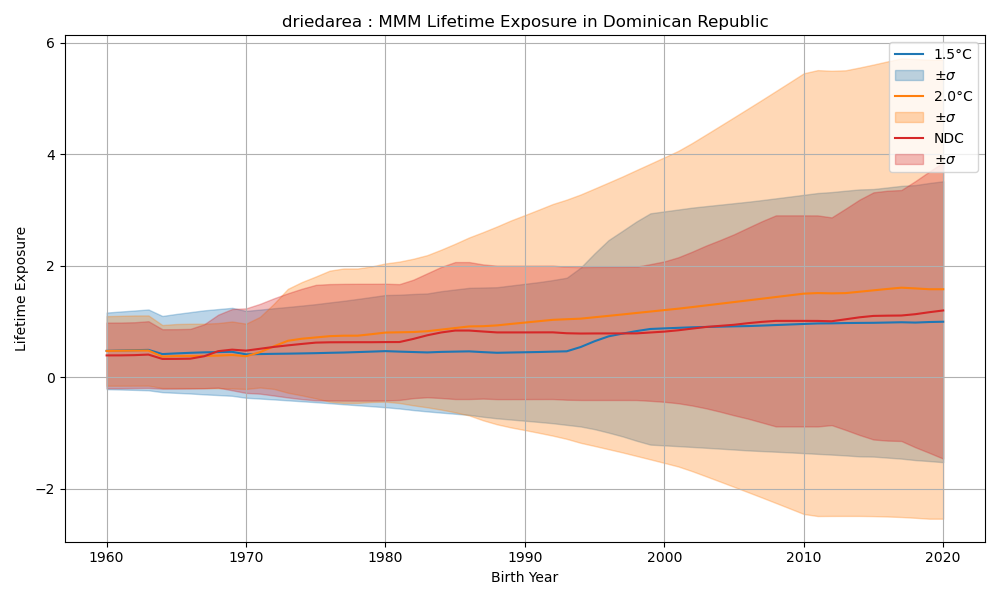 driedarea : MMM Lifetime Exposure in Dominican Republic
6
4
2
0
−2
Lifetime Exposure
1960
1970
1980
1990
2000
2010
2020
Birth Year
1.5°C
±σ
2.0°C
±σ
NDC
±σ